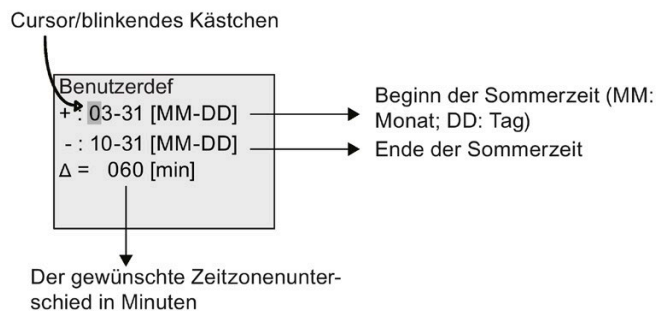 Cursor/blinkendes Kästchen
Benutzerdef
+ : 03-31 [MM-DD]
- : 10-31 [MM-DD]
Δ = 060 [min]
Beginn der Sommerzeit (MM:
Monat; DD: Tag)
Ende der Sommerzeit
Der gewünschte Zeitzonenunter-
schied in Minuten